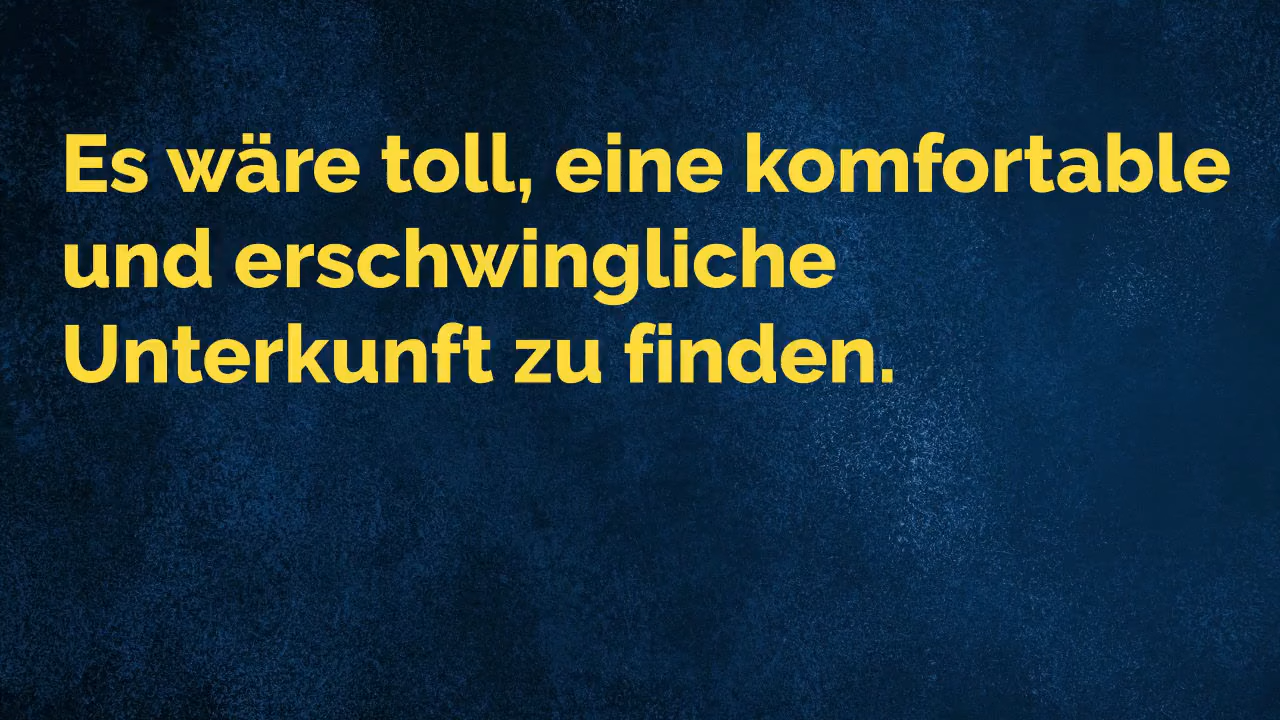 Es wäre toll, eine komfortable
und erschwingliche
Unterkunft zu finden.